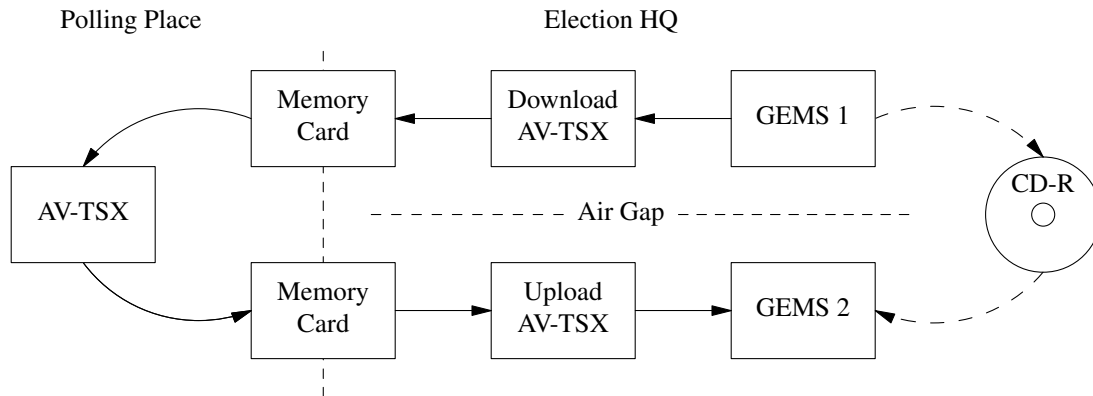 Polling Place
Election HQ
Memory
Card
Download
AV-TSX
GEMS 1
AV-TSX
CD-R
Air Gap
Memory
Card
Upload
AV-TSX
GEMS 2